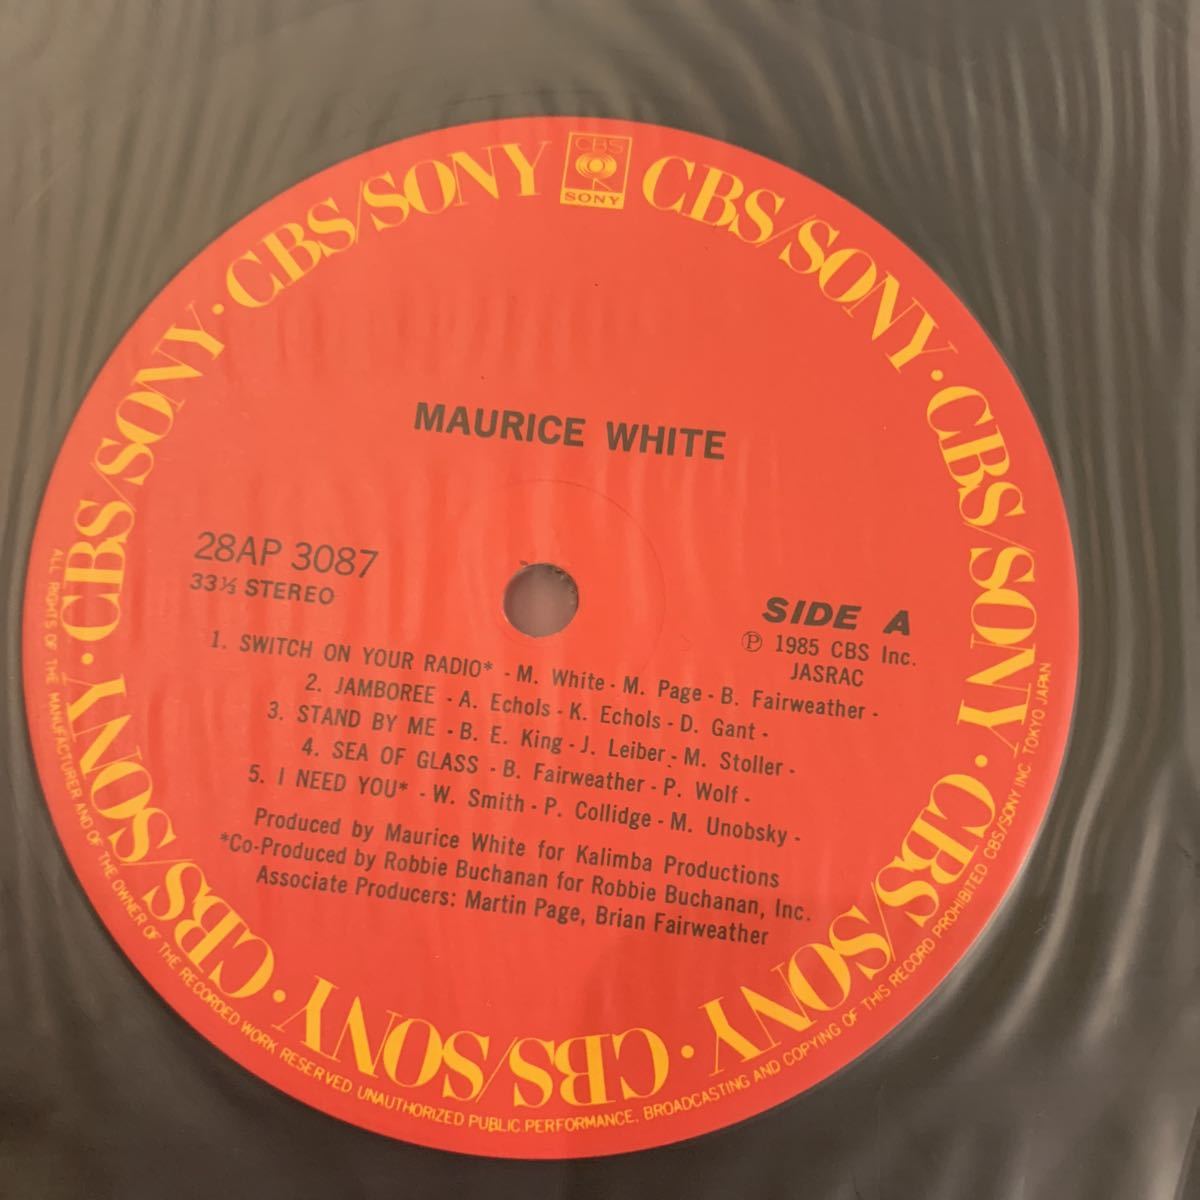 CBS
SONY
CBS/SONY · CBS/SONY · CBS/SONY · CBS/SONY · CBS/SONY · CBS/SONY · CBS/SONY · CBS/SONY
MAURICE WHITE
28AP 3087
33⅓ STEREO
SIDE A
Ⓟ 1985 CBS Inc.
JASRAC
1. SWITCH ON YOUR RADIO* - M. White - M. Page - B. Fairweather -
2. JAMBOREE - A. Echols - K. Echols - D. Gant -
3. STAND BY ME - B. E. King - J. Leiber - M. Stoller -
4. SEA OF GLASS - B. Fairweather - P. Wolf -
5. I NEED YOU* - W. Smith - P. Collidge - M. Unobsky -
Produced by Maurice White for Kalimba Productions
*Co-Produced by Robbie Buchanan for Robbie Buchanan, Inc.
Associate Producers: Martin Page, Brian Fairweather
ALL RIGHTS OF THE MANUFACTURER AND OF THE OWNER OF THE RECORDED WORK RESERVED UNAUTHORIZED PUBLIC PERFORMANCE, BROADCASTING AND COPYING OF THIS RECORD PROHIBITED CBS/SONY INC. TOKYO JAPAN